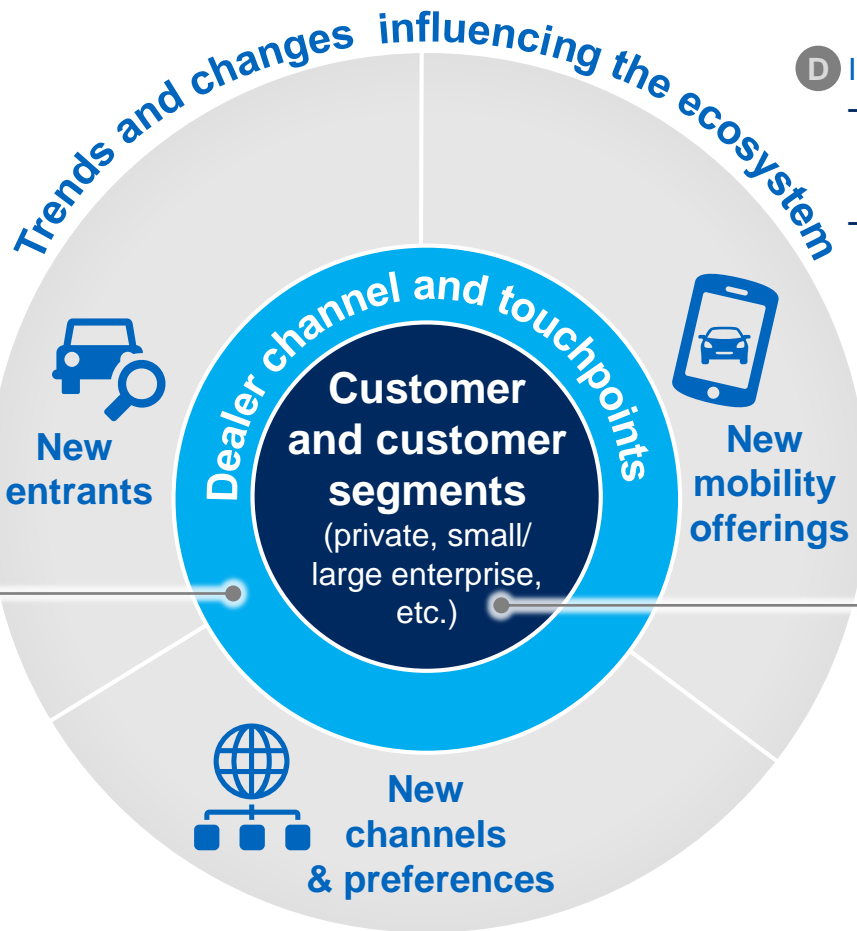 Trends and changes influencing the ecosystem
D
Dealer channel and touchpoints
Customer
and customer
segments
(private, small/
large enterprise,
etc.)
New
entrants
New
mobility
offerings
New
channels
& preferences